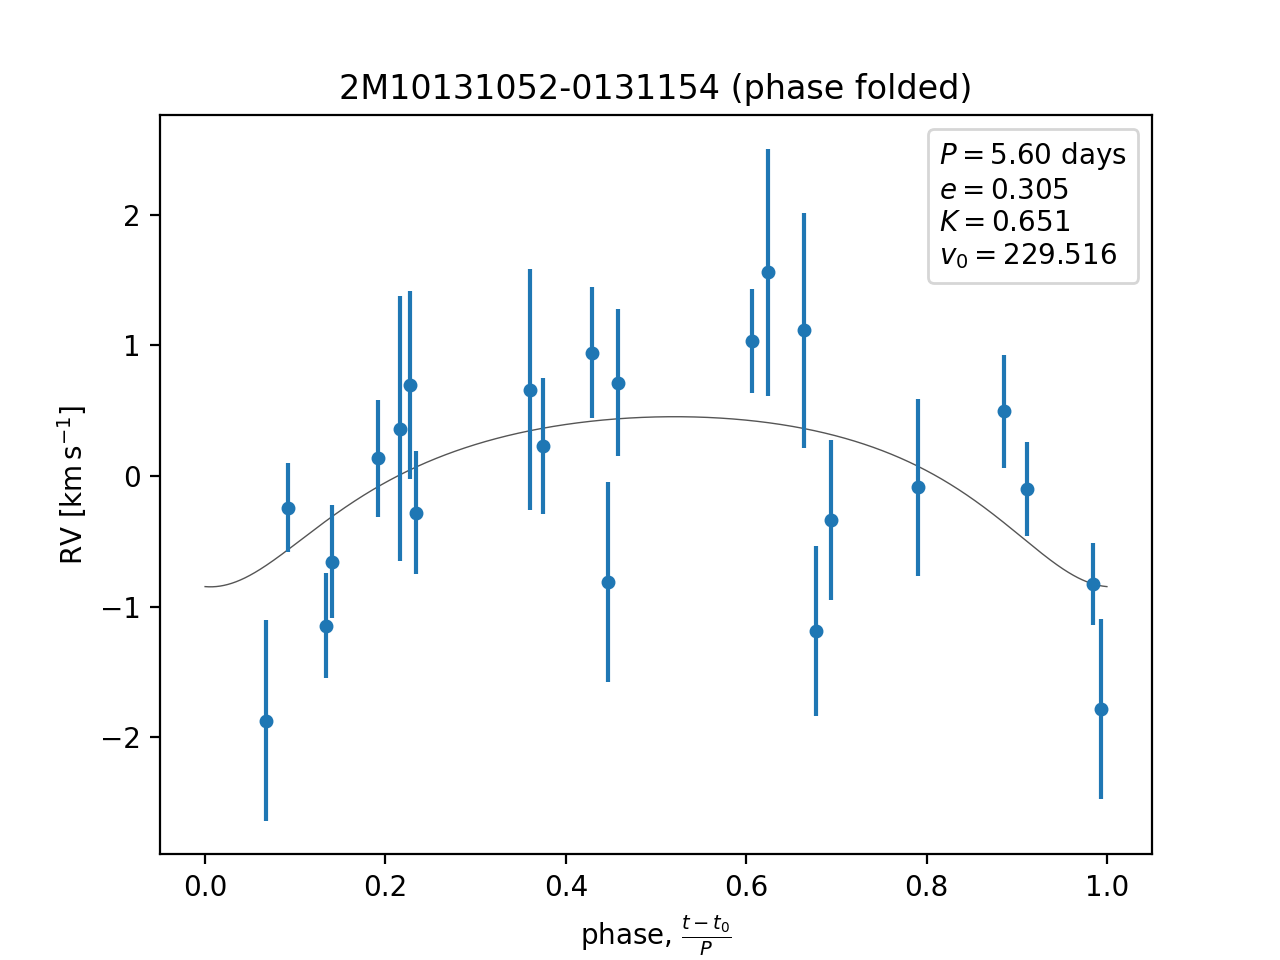 2M10131052-0131154 (phase folded)
P = 5.60 days
e = 0.305
K = 0.651
v₀ = 229.516
2
1
0
−1
−2
RV [km s⁻¹]
0.0 0.2 0.4 0.6 0.8 1.0
phase, (t − t₀)/P